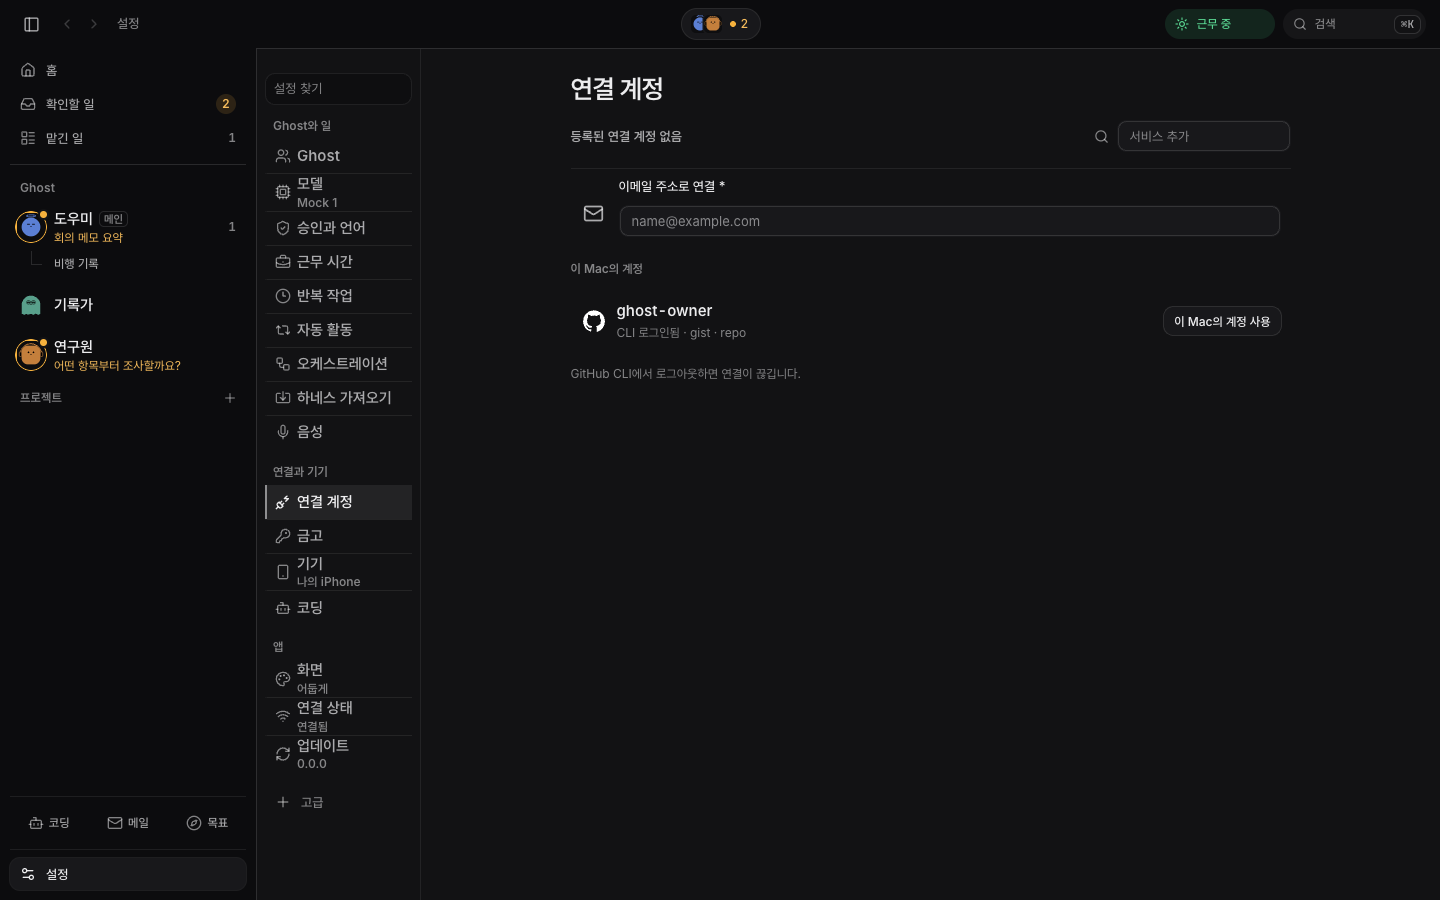 설정
2
근무 중
검색
⌘K
홈
확인할 일
2
맡긴 일
1
Ghost
도우미
메인
회의 메모 요약
1
비행 기록
기록가
연구원
어떤 항목부터 조사할까요?
프로젝트
코딩
메일
목표
설정
설정 찾기
Ghost와 일
Ghost
모델
Mock 1
승인과 언어
근무 시간
반복 작업
자동 활동
오케스트레이션
하네스 가져오기
음성
연결과 기기
연결 계정
금고
기기
나의 iPhone
코딩
앱
화면
어둡게
연결 상태
연결됨
업데이트
0.0.0
고급
연결 계정
등록된 연결 계정 없음
서비스 추가
이메일 주소로 연결 *
name@example.com
이 Mac의 계정
ghost-owner
CLI 로그인됨 · gist · repo
이 Mac의 계정 사용
GitHub CLI에서 로그아웃하면 연결이 끊깁니다.